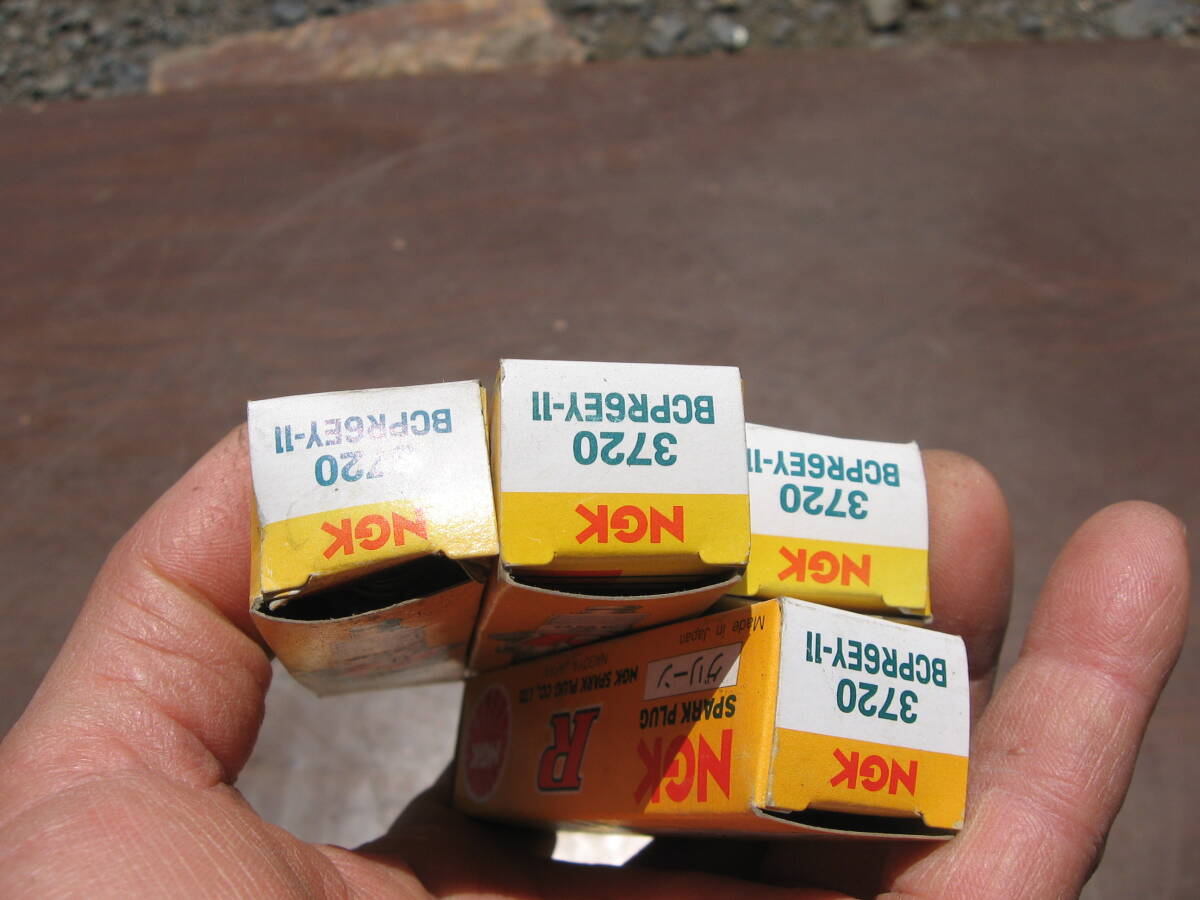 NGK
3720
BCPR6EY-11
NGK
3720
BCPR6EY-11
NGK
3720
BCPR6EY-11
NGK
3720
BCPR6EY-11
NGK
SPARK PLUG
グリーン
R
NGK SPARK PLUG CO., LTD
Made in Japan
NGK